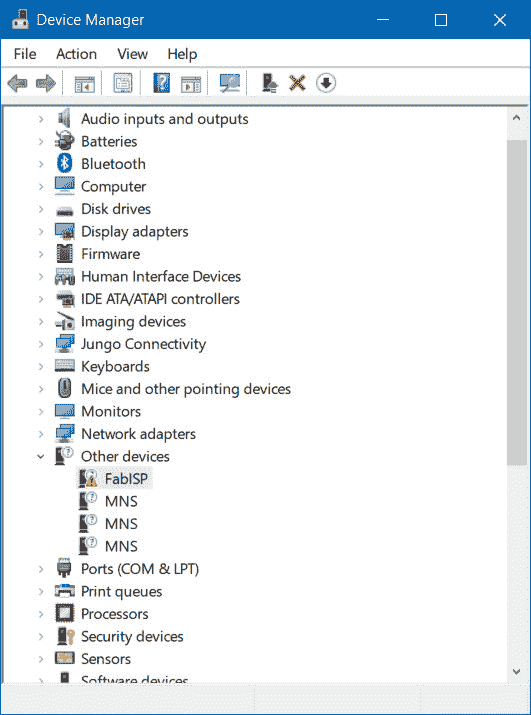 Device Manager
File Action View Help
Audio inputs and outputs
Batteries
Bluetooth
Computer
Disk drives
Display adapters
Firmware
Human Interface Devices
IDE ATA/ATAPI controllers
Imaging devices
Jungo Connectivity
Keyboards
Mice and other pointing devices
Monitors
Network adapters
Other devices
FabISP
MNS
MNS
MNS
Ports (COM & LPT)
Print queues
Processors
Security devices
Sensors
Software devices